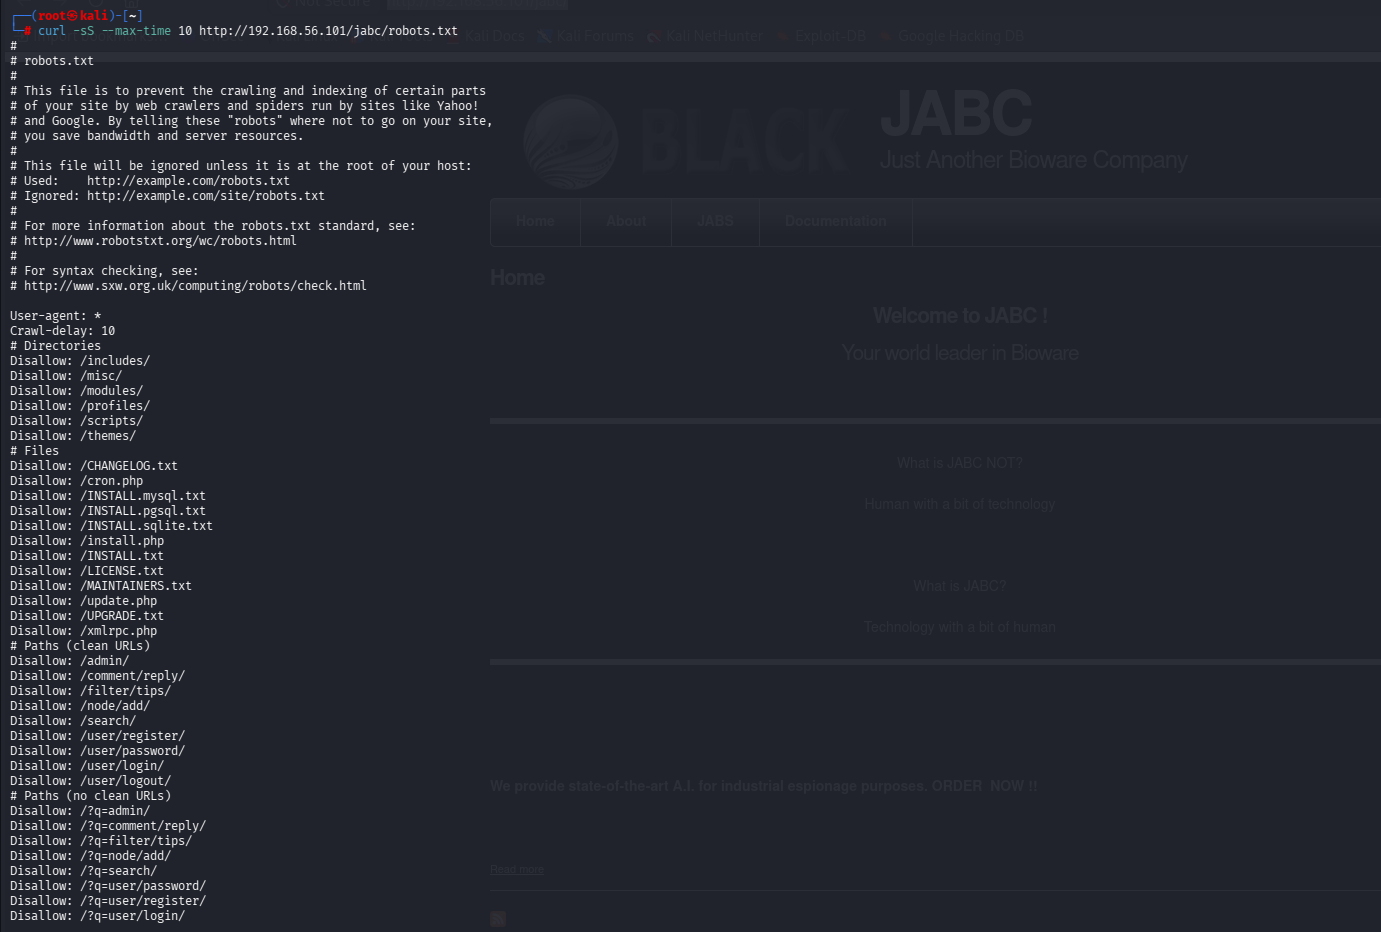 ┌──(root㉿kali)-[~]
└─# curl -sS --max-time 10 http://192.168.56.101/jabc/robots.txt
#
# robots.txt
#
# This file is to prevent the crawling and indexing of certain parts
# of your site by web crawlers and spiders run by sites like Yahoo!
# and Google. By telling these "robots" where not to go on your site,
# you save bandwidth and server resources.
#
# This file will be ignored unless it is at the root of your host:
# Used:    http://example.com/robots.txt
# Ignored: http://example.com/site/robots.txt
#
# For more information about the robots.txt standard, see:
# http://www.robotstxt.org/wc/robots.html
#
# For syntax checking, see:
# http://www.sxw.org.uk/computing/robots/check.html

User-agent: *
Crawl-delay: 10
# Directories
Disallow: /includes/
Disallow: /misc/
Disallow: /modules/
Disallow: /profiles/
Disallow: /scripts/
Disallow: /themes/
# Files
Disallow: /CHANGELOG.txt
Disallow: /cron.php
Disallow: /INSTALL.mysql.txt
Disallow: /INSTALL.pgsql.txt
Disallow: /INSTALL.sqlite.txt
Disallow: /install.php
Disallow: /INSTALL.txt
Disallow: /LICENSE.txt
Disallow: /MAINTAINERS.txt
Disallow: /update.php
Disallow: /UPGRADE.txt
Disallow: /xmlrpc.php
# Paths (clean URLs)
Disallow: /admin/
Disallow: /comment/reply/
Disallow: /filter/tips/
Disallow: /node/add/
Disallow: /search/
Disallow: /user/register/
Disallow: /user/password/
Disallow: /user/login/
Disallow: /user/logout/
# Paths (no clean URLs)
Disallow: /?q=admin/
Disallow: /?q=comment/reply/
Disallow: /?q=filter/tips/
Disallow: /?q=node/add/
Disallow: /?q=search/
Disallow: /?q=user/password/
Disallow: /?q=user/register/
Disallow: /?q=user/login/
Not Secure
Kali Docs Kali Forums Kali NetHunter Exploit-DB Google Hacking DB
BLACK
JABC
Just Another Bioware Company
Home About JABS Documentation
Home
Welcome to JABC !
Your world leader in Bioware
What is JABC NOT?
Human with a bit of technology
What is JABC?
Technology with a bit of human
We provide state-of-the-art A.I. for industrial espionage purposes. ORDER  NOW !!
Read more